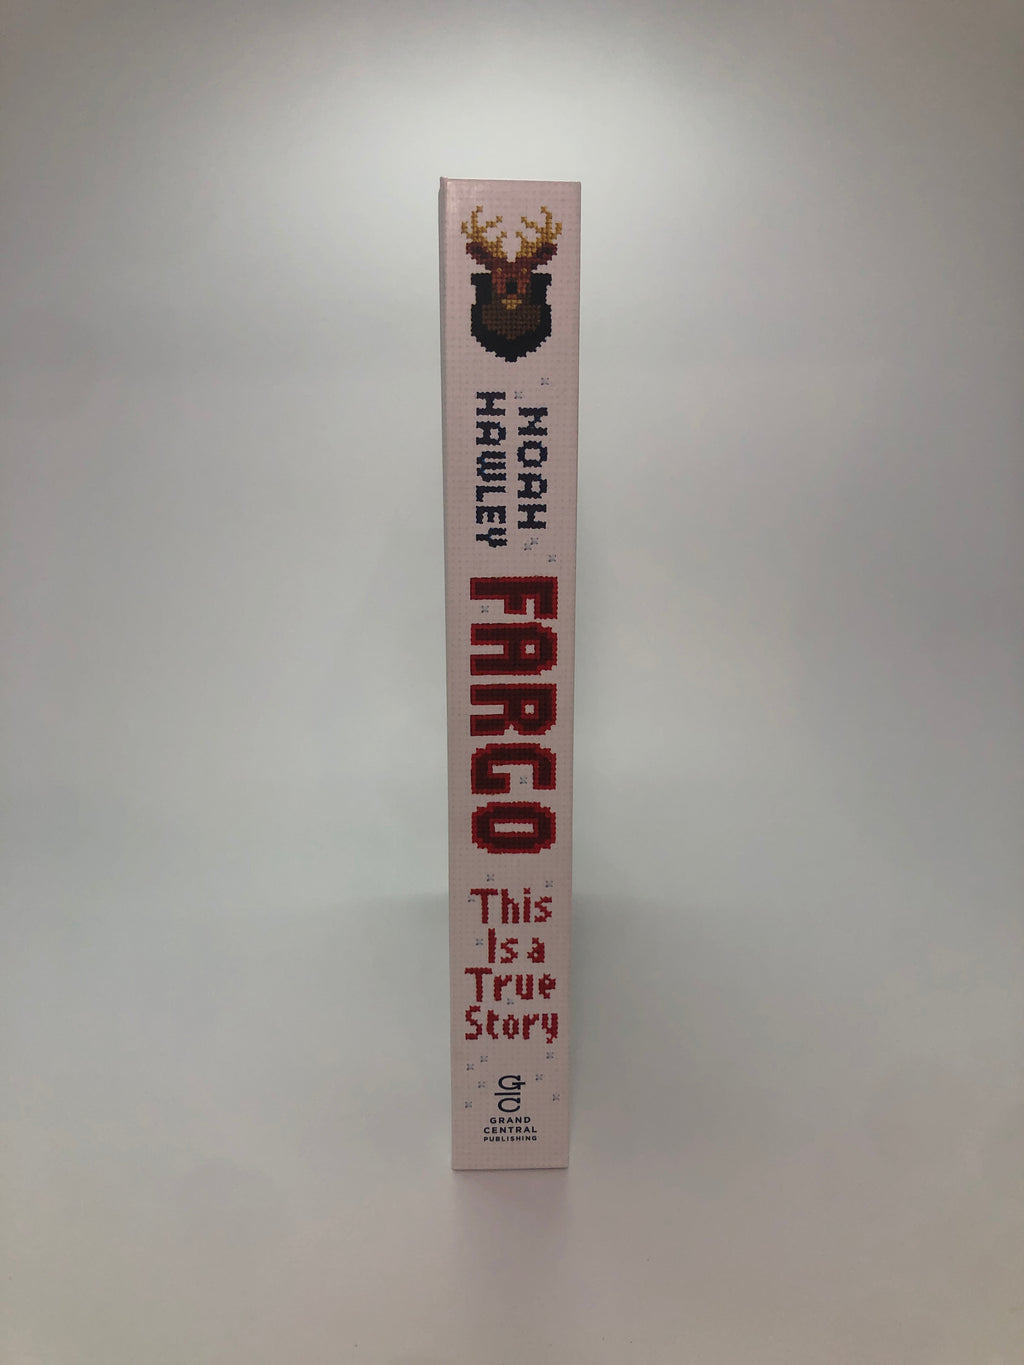 NOAH
HAWLEY
FARGO
This
Is a
True
Story
GRAND
CENTRAL
PUBLISHING